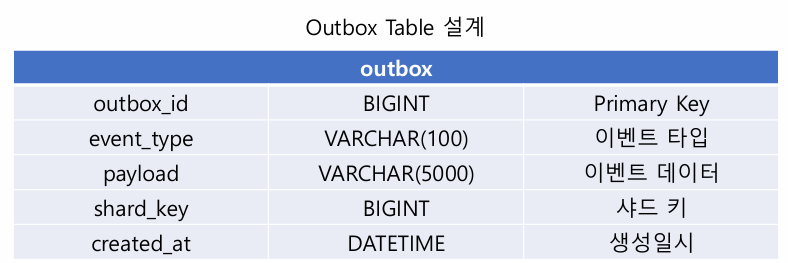 Outbox Table 설계
outbox
outbox_id BIGINT Primary Key
event_type VARCHAR(100) 이벤트 타입
payload VARCHAR(5000) 이벤트 데이터
shard_key BIGINT 샤드 키
created_at DATETIME 생성일시